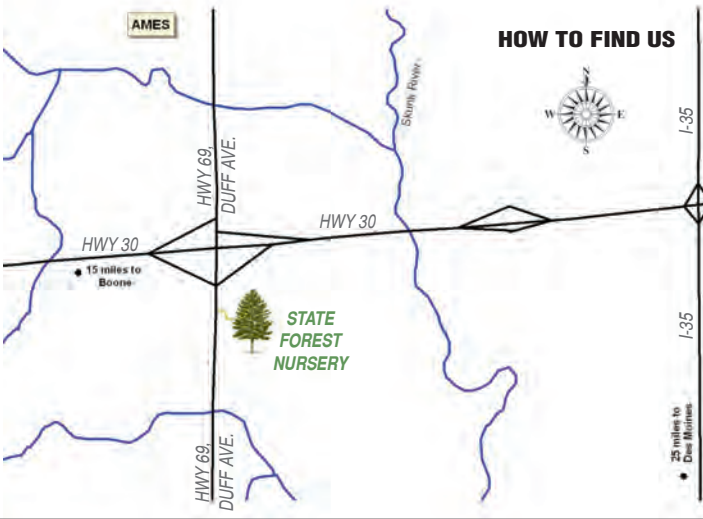 AMES
HOW TO FIND US
N
W
E
S
Skunk River
I-35
HWY 69,
DUFF AVE.
HWY 30
HWY 30
15 miles to
Boone
STATE
FOREST
NURSERY
I-35
HWY 69,
DUFF AVE.
25 miles to
Des Moines